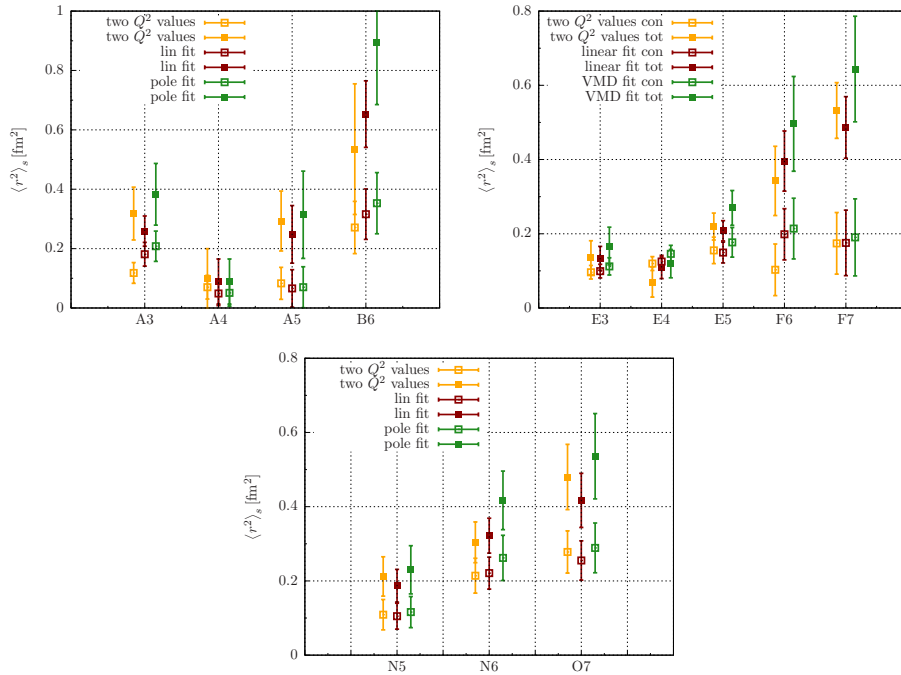 two Q² values
two Q² values
lin fit
lin fit
pole fit
pole fit
1
0.8
0.6
0.4
0.2
0
⟨r²⟩ₛ [fm²]
A3 A4 A5 B6
two Q² values con
two Q² values tot
linear fit con
linear fit tot
VMD fit con
VMD fit tot
0.8
0.6
0.4
0.2
0
⟨r²⟩ₛ [fm²]
E3 E4 E5 F6 F7
two Q² values
two Q² values
lin fit
lin fit
pole fit
pole fit
0.8
0.6
0.4
0.2
0
⟨r²⟩ₛ [fm²]
N5 N6 O7